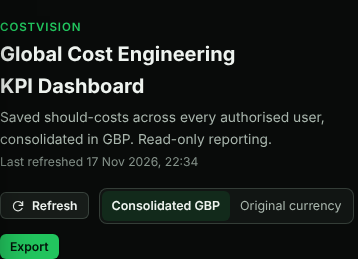 COSTVISION
Global Cost Engineering
KPI Dashboard
Saved should-costs across every authorised user,
consolidated in GBP. Read-only reporting.
Last refreshed 17 Nov 2026, 22:34
Refresh
Consolidated GBP
Original currency
Export